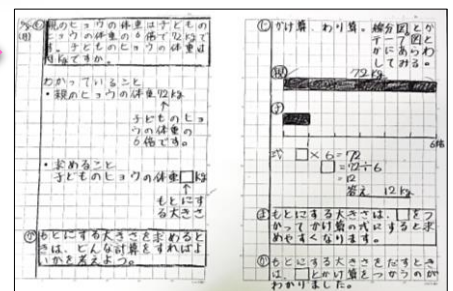 親のヒョウの体重は子どもの
ヒョウの体重の6倍で72kgで
す。子どものヒョウの体重は
何kgですか。
わかっていること
・親のヒョウの体重72kg
↑
子どものヒョ
ウの体重の
6倍です。
・求めること
子どものヒョウの体重□kg
↑
もとにす
る大きさ
もとにする大きさを求めると
きは、どんな計算をすればよ
いかを考えよう。
かけ算、わり算。線分図とか
テープ図と
かにあらわ
してみる。
72kg
親
子
6倍
式 □×6=72
□=72÷6
=12
答え 12kg
もとにする大きさは、□をつ
かってかけ算の式にすると求
めやすくなります。
もとにする大きさをだすとき
は、□とかけ算をつかうのが
わかりました。